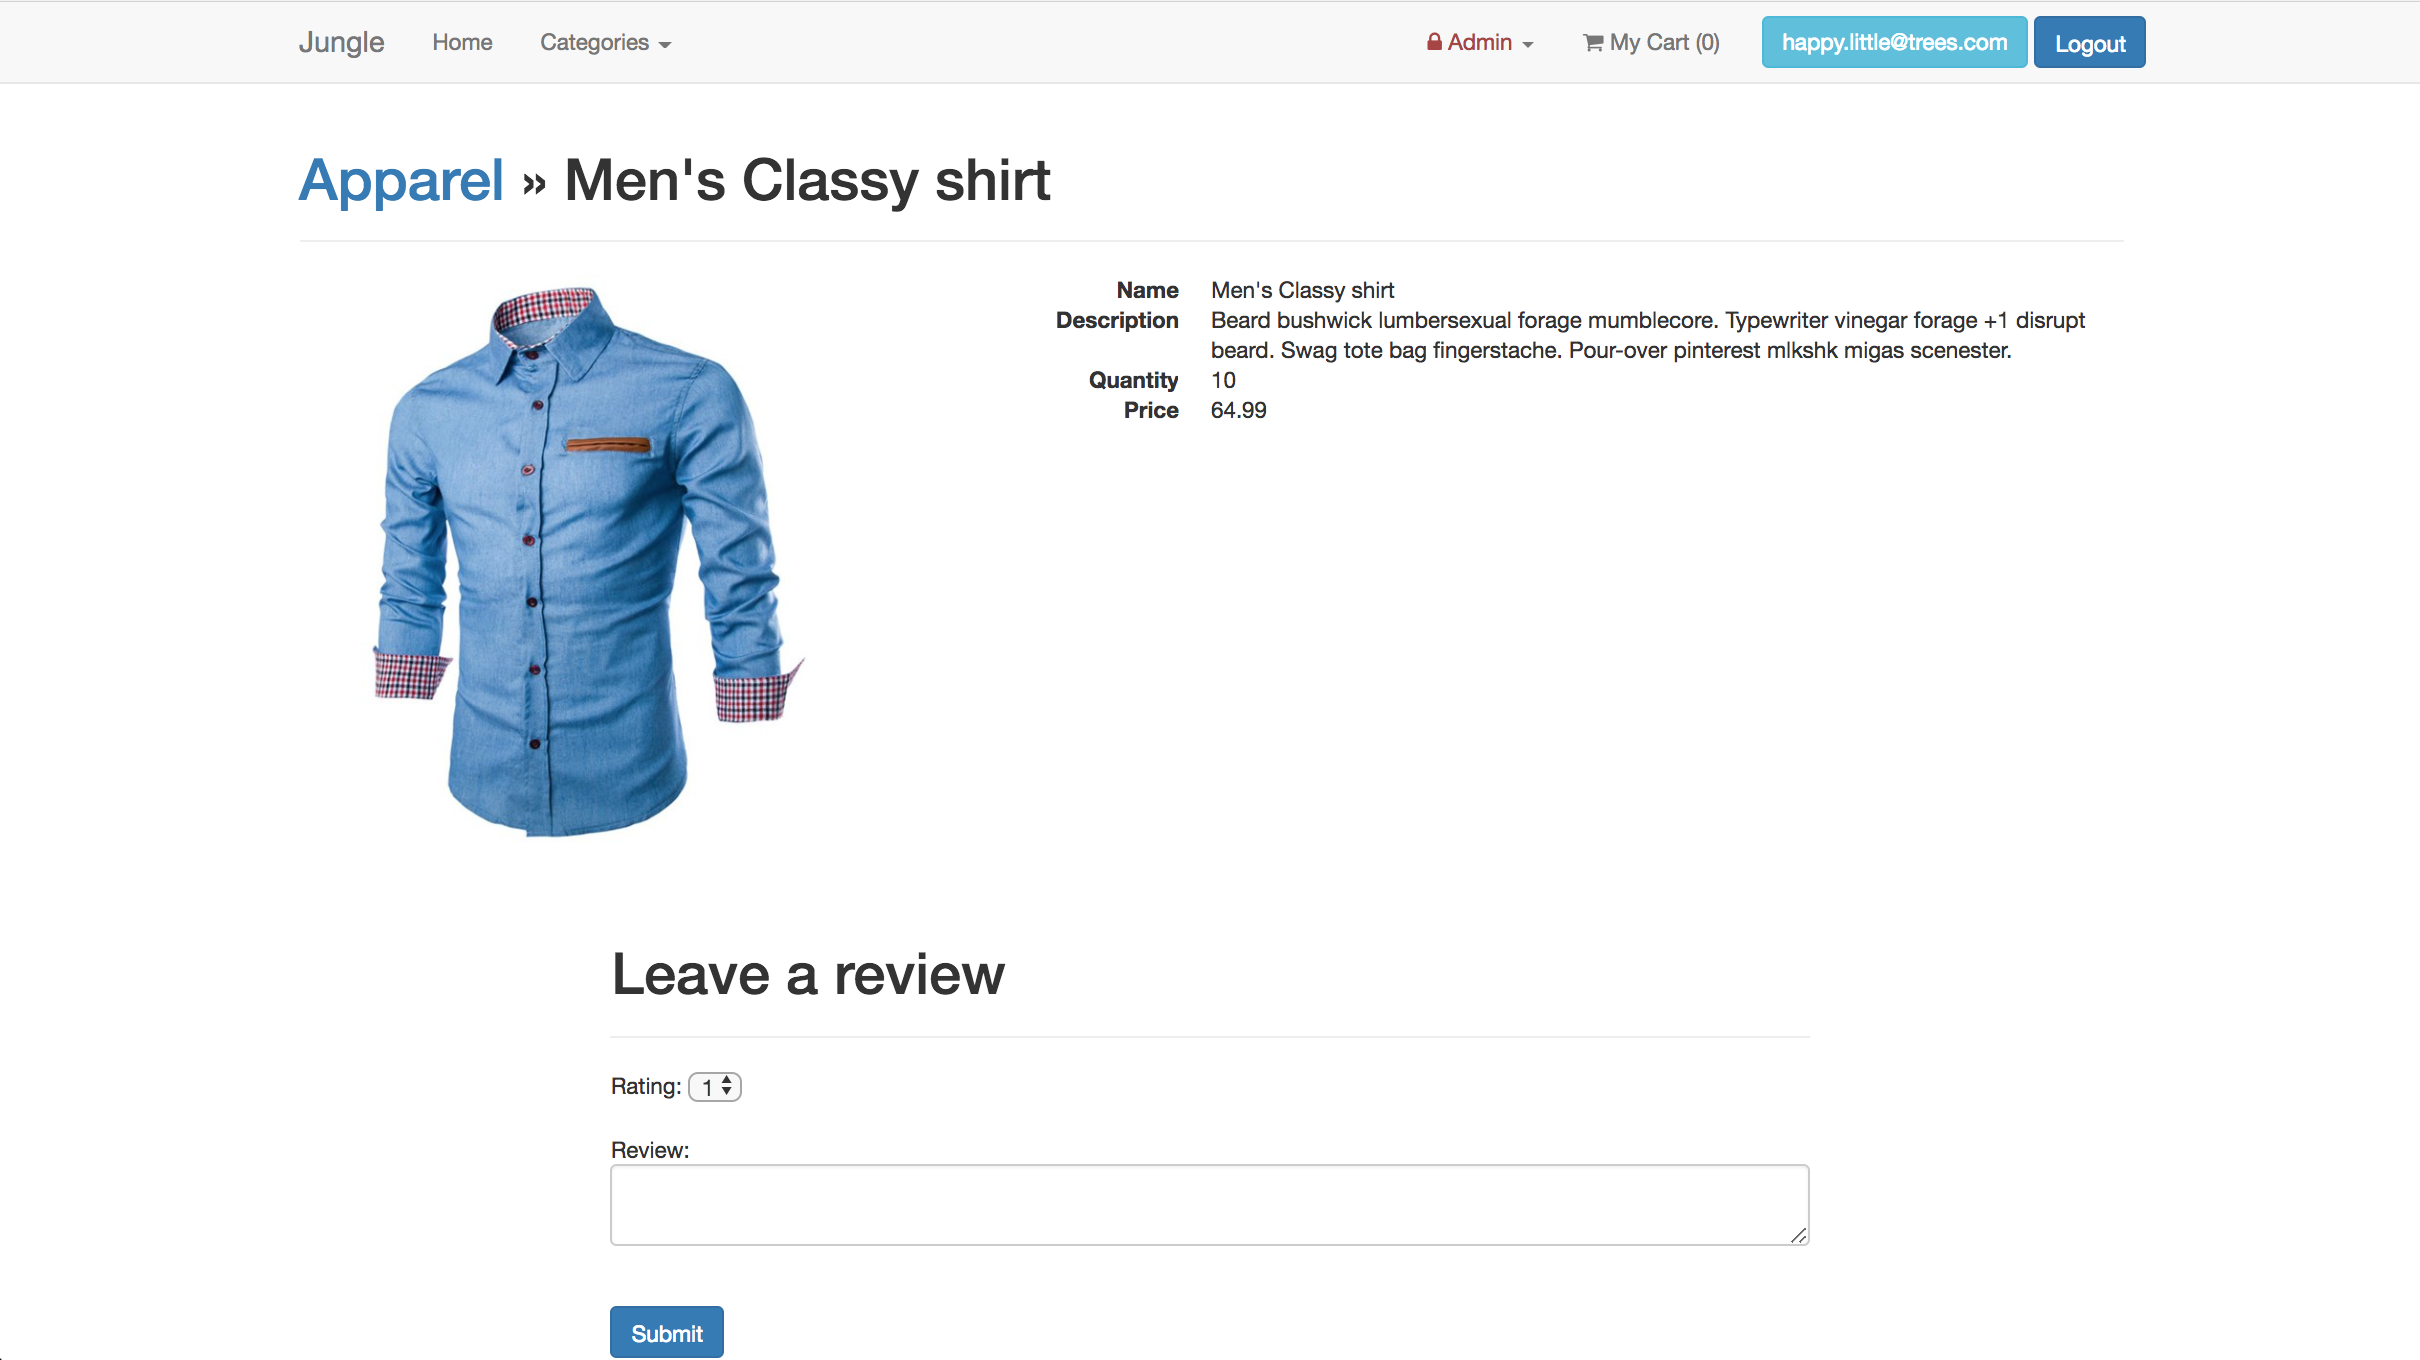 Jungle Home Categories Admin My Cart (0) happy.little@trees.com Logout
Apparel » Men's Classy shirt
Name Men's Classy shirt
Description Beard bushwick lumbersexual forage mumblecore. Typewriter vinegar forage +1 disrupt
beard. Swag tote bag fingerstache. Pour-over pinterest mlkshk migas scenester.
Quantity 10
Price 64.99
Leave a review
Rating: 1
Review:
Submit